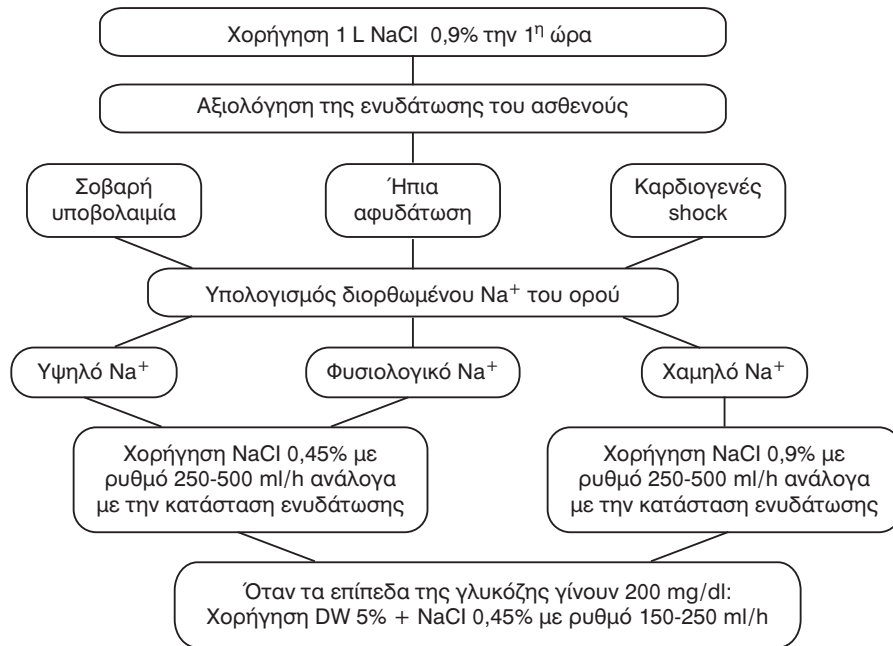 Χορήγηση 1 L NaCl 0,9% την 1η ώρα
Αξιολόγηση της ενυδάτωσης του ασθενούς
Σοβαρή
υποβολαιμία
Ήπια
αφυδάτωση
Καρδιογενές
shock
Υπολογισμός διορθωμένου Na+ του ορού
Υψηλό Na+
Φυσιολογικό Na+
Χαμηλό Na+
Χορήγηση NaCl 0,45% με
ρυθμό 250-500 ml/h ανάλογα
με την κατάσταση ενυδάτωσης
Χορήγηση NaCl 0,9% με
ρυθμό 250-500 ml/h ανάλογα
με την κατάσταση ενυδάτωσης
Όταν τα επίπεδα της γλυκόζης γίνουν 200 mg/dl:
Χορήγηση DW 5% + NaCl 0,45% με ρυθμό 150-250 ml/h